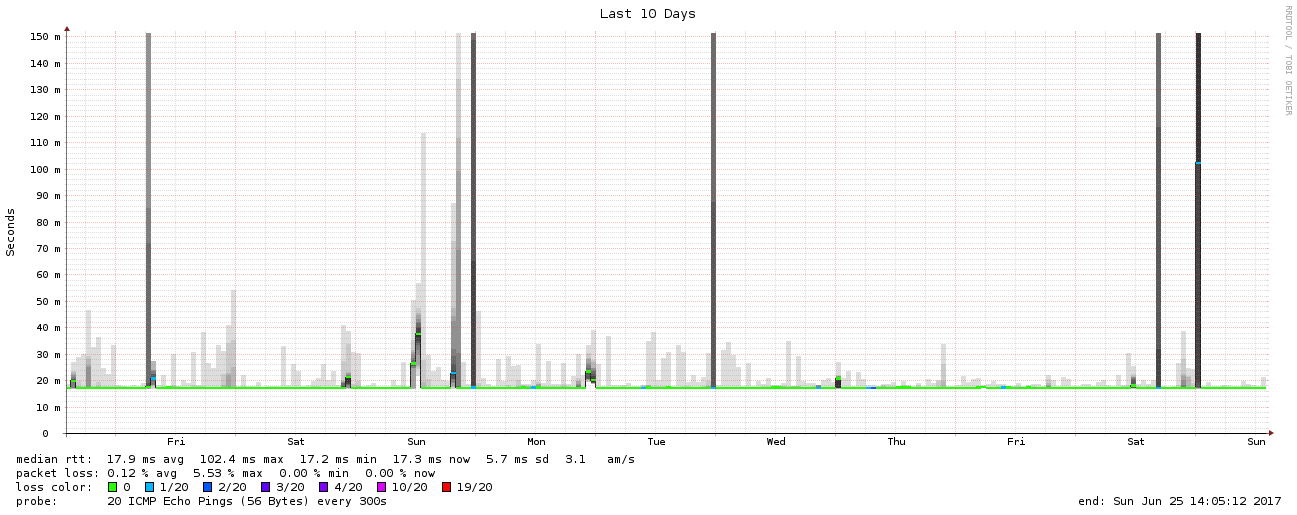 Last 10 Days
RRDTOOL / TOBI OETIKER
Seconds
150 m
140 m
130 m
120 m
110 m
100 m
90 m
80 m
70 m
60 m
50 m
40 m
30 m
20 m
10 m
0
Fri Sat Sun Mon Tue Wed Thu Fri Sat Sun
median rtt: 17.9 ms avg 102.4 ms max 17.2 ms min 17.3 ms now 5.7 ms sd 3.1 am/s
packet loss: 0.12 % avg 5.53 % max 0.00 % min 0.00 % now
loss color: 0 1/20 2/20 3/20 4/20 10/20 19/20
probe: 20 ICMP Echo Pings (56 Bytes) every 300s end: Sun Jun 25 14:05:12 2017